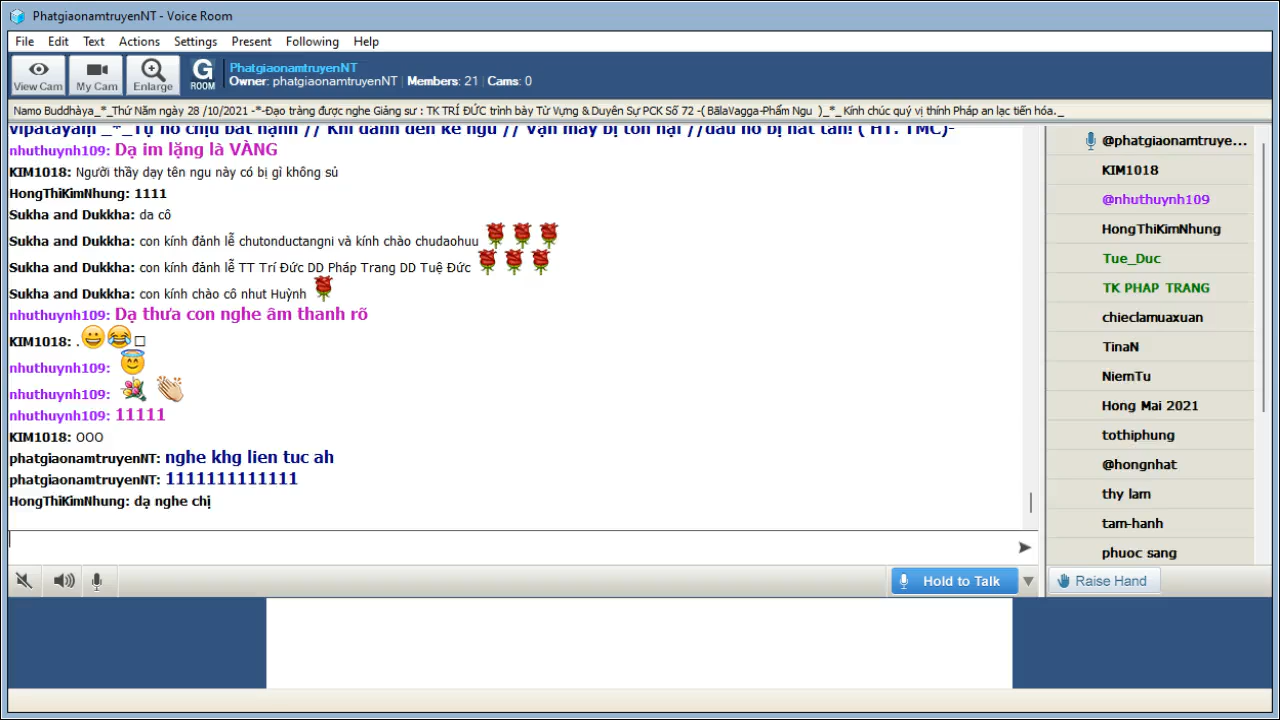 PhatgiaonamtruyenNT - Voice Room
File Edit Text Actions Settings Present Following Help
View Cam My Cam Enlarge G ROOM
PhatgiaonamtruyenNT
Owner: phatgiaonamtruyenNT | Members: 21 | Cams: 0
Namo Buddhàya_*_Thứ Năm ngày 28 /10/2021 -*-Đạo tràng được nghe Giảng sư : TK TRÍ ĐỨC trình bày Từ Vựng & Duyên Sự PCK Số 72 -( BãlaVagga-Phẩm Ngu )_*_ Kính chúc quý vị thính Pháp an lạc tiến hóa._
nhuthuynh109: Dạ im lặng là VÀNG
KIM1018: Người thầy dạy tên ngu này có bị gì không sủ
HongThiKimNhung: 1111
Sukha and Dukkha: da cô
Sukha and Dukkha: con kính đảnh lễ chutonductangni và kính chào chudaohuu
Sukha and Dukkha: con kính đảnh lễ TT Trí Đức DD Pháp Trang DD Tuệ Đức
Sukha and Dukkha: con kính chào cô nhut Huỳnh
nhuthuynh109: Dạ thưa con nghe âm thanh rõ
KIM1018: .
nhuthuynh109:
nhuthuynh109:
nhuthuynh109: 11111
KIM1018: OOO
phatgiaonamtruyenNT: nghe khg lien tuc ah
phatgiaonamtruyenNT: 1111111111111
HongThiKimNhung: dạ nghe chị
@phatgiaonamtruye...
KIM1018
@nhuthuynh109
HongThiKimNhung
Tue_Duc
TK PHAP TRANG
chieclamuaxuan
TinaN
NiemTu
Hong Mai 2021
tothiphung
@hongnhat
thy lam
tam-hanh
phuoc sang
Hold to Talk
Raise Hand